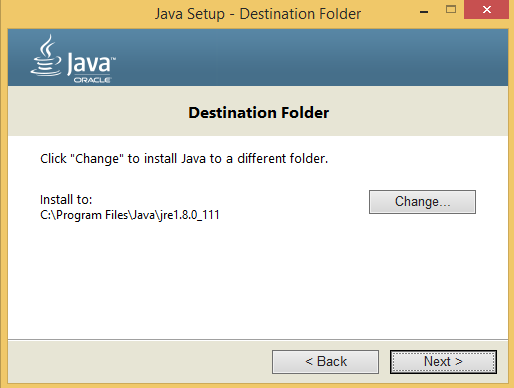 Java Setup - Destination Folder
Java™
ORACLE
Destination Folder
Click "Change" to install Java to a different folder.
Install to:
Change...
C:\Program Files\Java\jre1.8.0_111
< Back
Next >